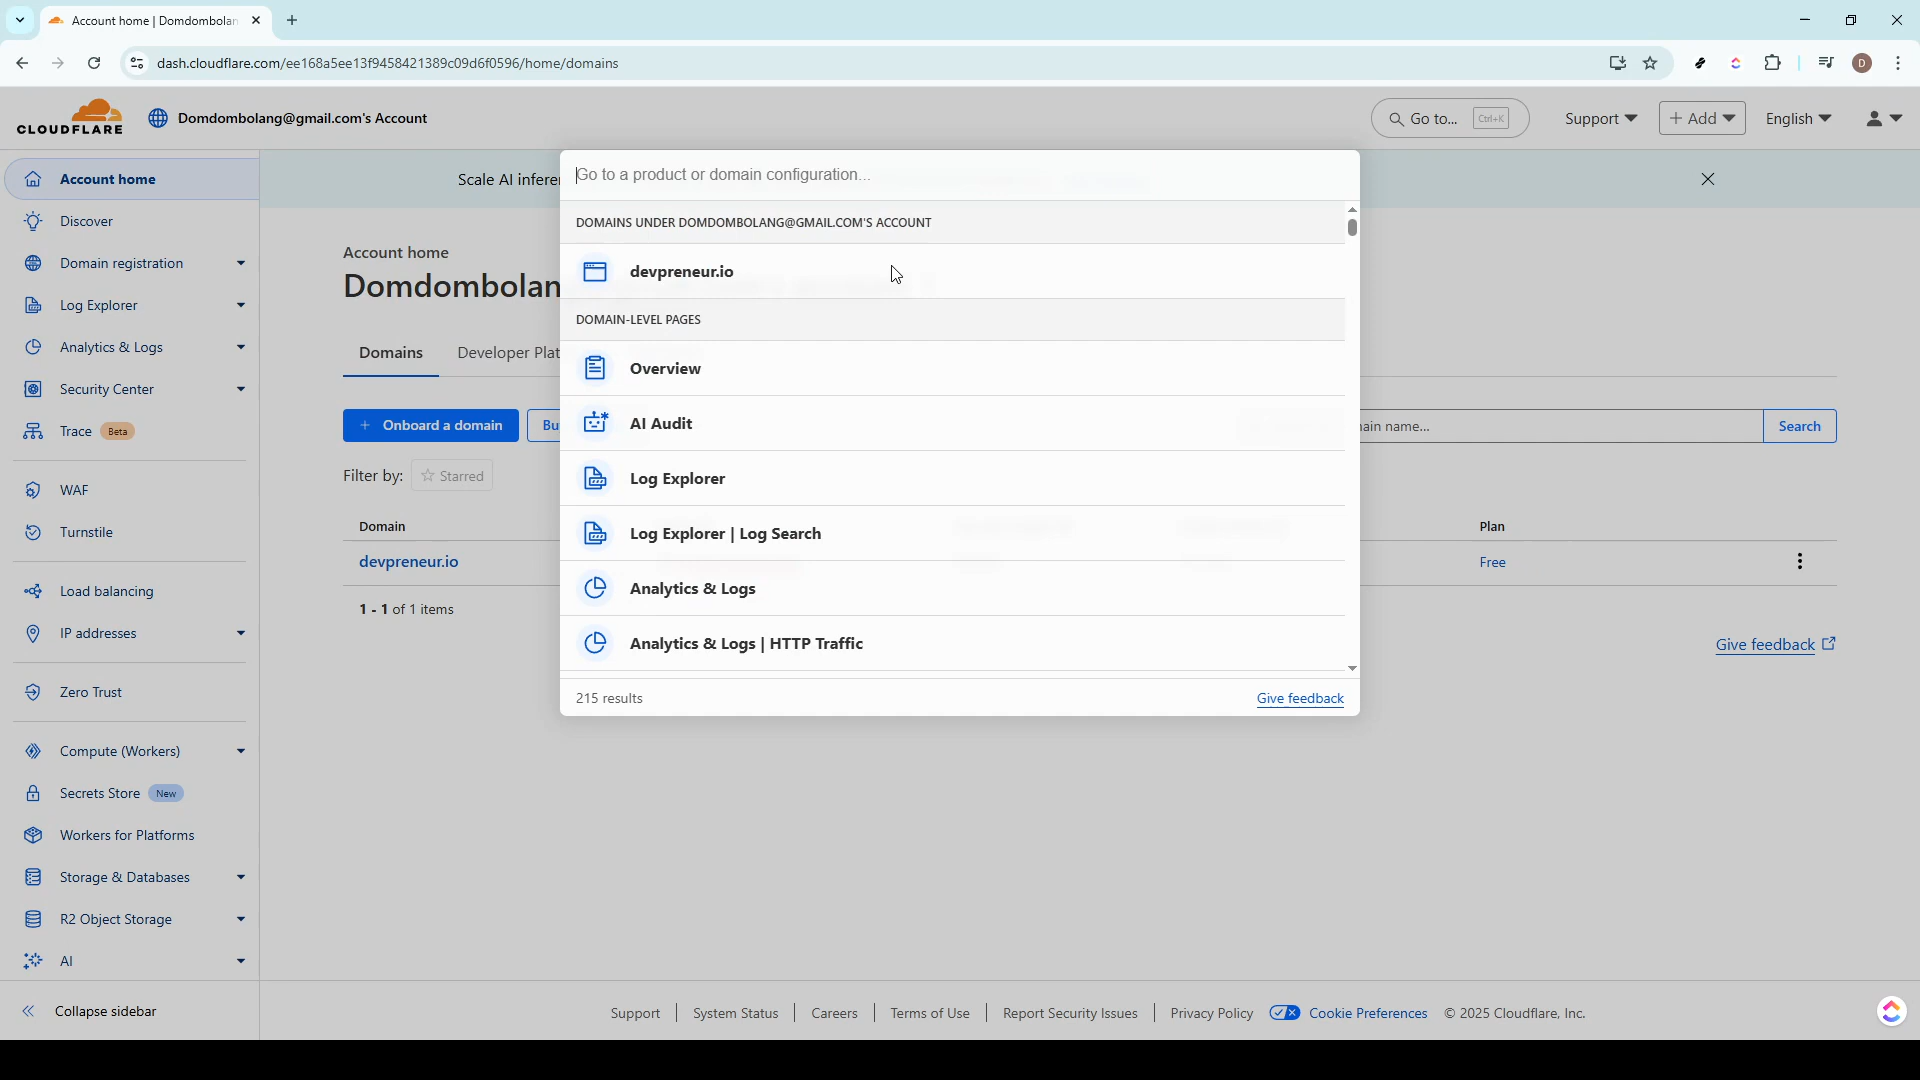 Account home | Domdombolan
dash.cloudflare.com/ee168a5ee13f9458421389c09d6f0596/home/domains
D
CLOUDFLARE
Domdombolang@gmail.com's Account
Go to... Ctrl+K
Support
+ Add
English
Account home
Discover
Domain registration
Log Explorer
Analytics & Logs
Security Center
Trace Beta
WAF
Turnstile
Load balancing
IP addresses
Zero Trust
Compute (Workers)
Secrets Store New
Workers for Platforms
Storage & Databases
R2 Object Storage
AI
Collapse sidebar
Scale AI infere
Account home
Domdombolan
Domains
Developer Plat
+ Onboard a domain
Bu
ain name...
Search
Filter by: Starred
Domain
Plan
devpreneur.io
Free
1 - 1 of 1 items
Give feedback
Go to a product or domain configuration...
DOMAINS UNDER DOMDOMBOLANG@GMAIL.COM'S ACCOUNT
devpreneur.io
DOMAIN-LEVEL PAGES
Overview
AI Audit
Log Explorer
Log Explorer | Log Search
Analytics & Logs
Analytics & Logs | HTTP Traffic
215 results
Give feedback
Support
System Status
Careers
Terms of Use
Report Security Issues
Privacy Policy
Cookie Preferences
© 2025 Cloudflare, Inc.